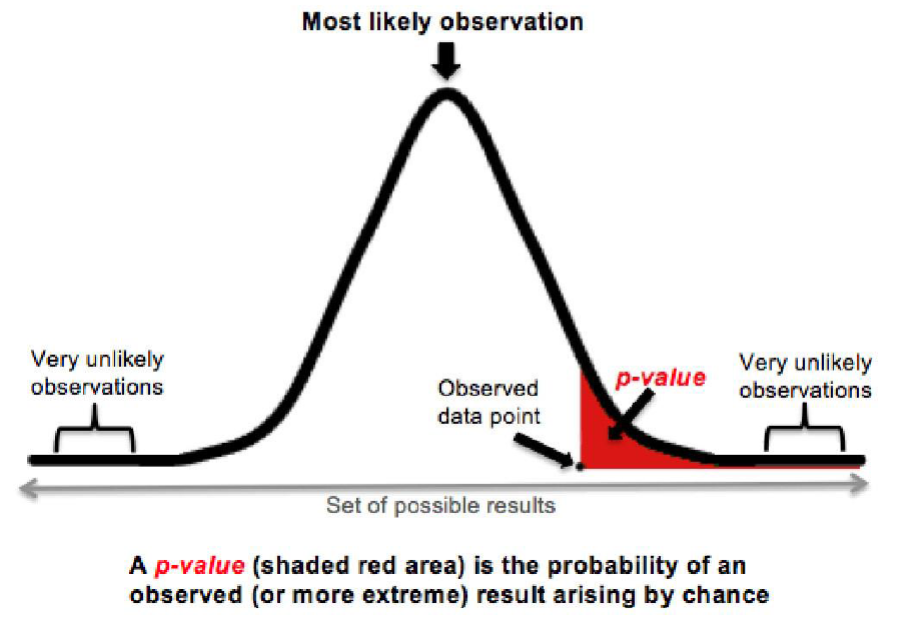 Most likely observation
Very unlikely
observations
Observed
data point
p-value
Very unlikely
observations
Set of possible results
A p-value (shaded red area) is the probability of an
observed (or more extreme) result arising by chance